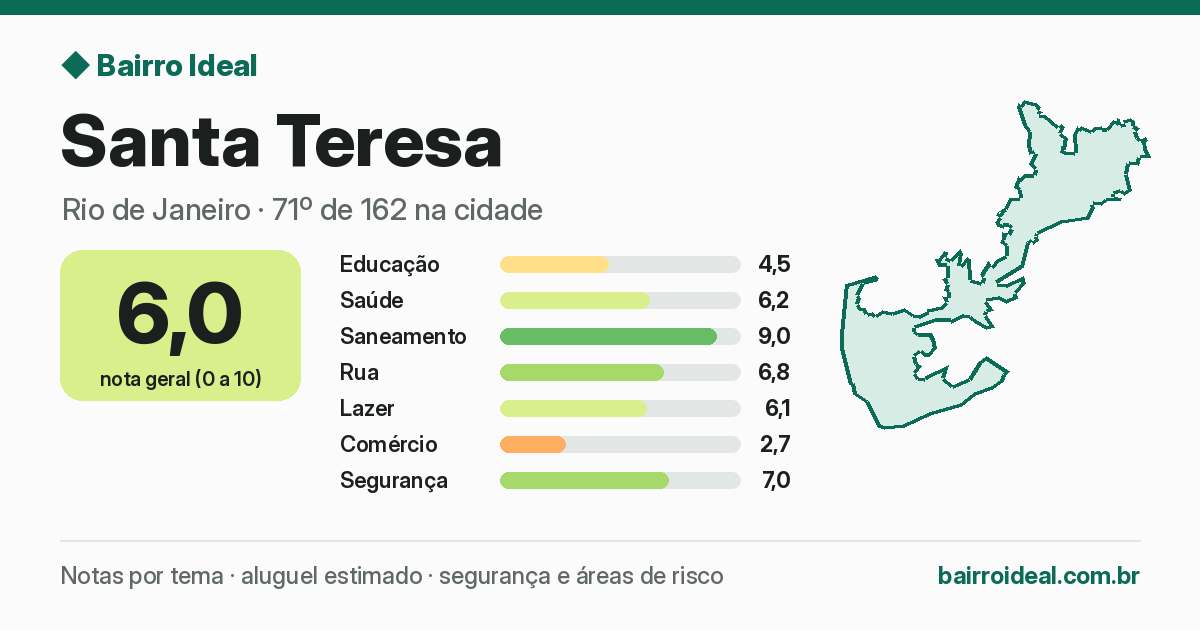 Bairro Ideal
Santa Teresa
Rio de Janeiro · 71º de 162 na cidade
6,0
nota geral (0 a 10)
Educação 4,5
Saúde 6,2
Saneamento 9,0
Rua 6,8
Lazer 6,1
Comércio 2,7
Segurança 7,0
Notas por tema · aluguel estimado · segurança e áreas de risco
bairroideal.com.br